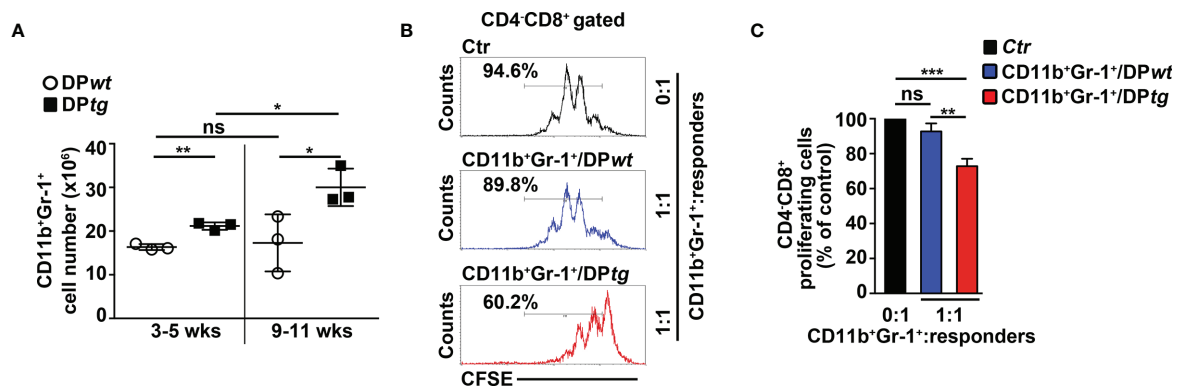 A
DPwt
DPtg
*
ns
**
*
CD11b⁺Gr-1⁺
cell number (x10⁶)
40
30
20
10
0
3-5 wks
9-11 wks
B
CD4⁻CD8⁺ gated
Ctr
94.6%
Counts
0:1
CD11b⁺Gr-1⁺/DPwt
89.8%
Counts
1:1
CD11b⁺Gr-1⁺/DPtg
60.2%
Counts
1:1
CFSE
CD11b⁺Gr-1⁺:responders
C
Ctr
CD11b⁺Gr-1⁺/DPwt
CD11b⁺Gr-1⁺/DPtg
***
ns
**
CD4⁻CD8⁺
proliferating cells
(% of control)
100
80
60
40
20
0
0:1
1:1
CD11b⁺Gr-1⁺:responders